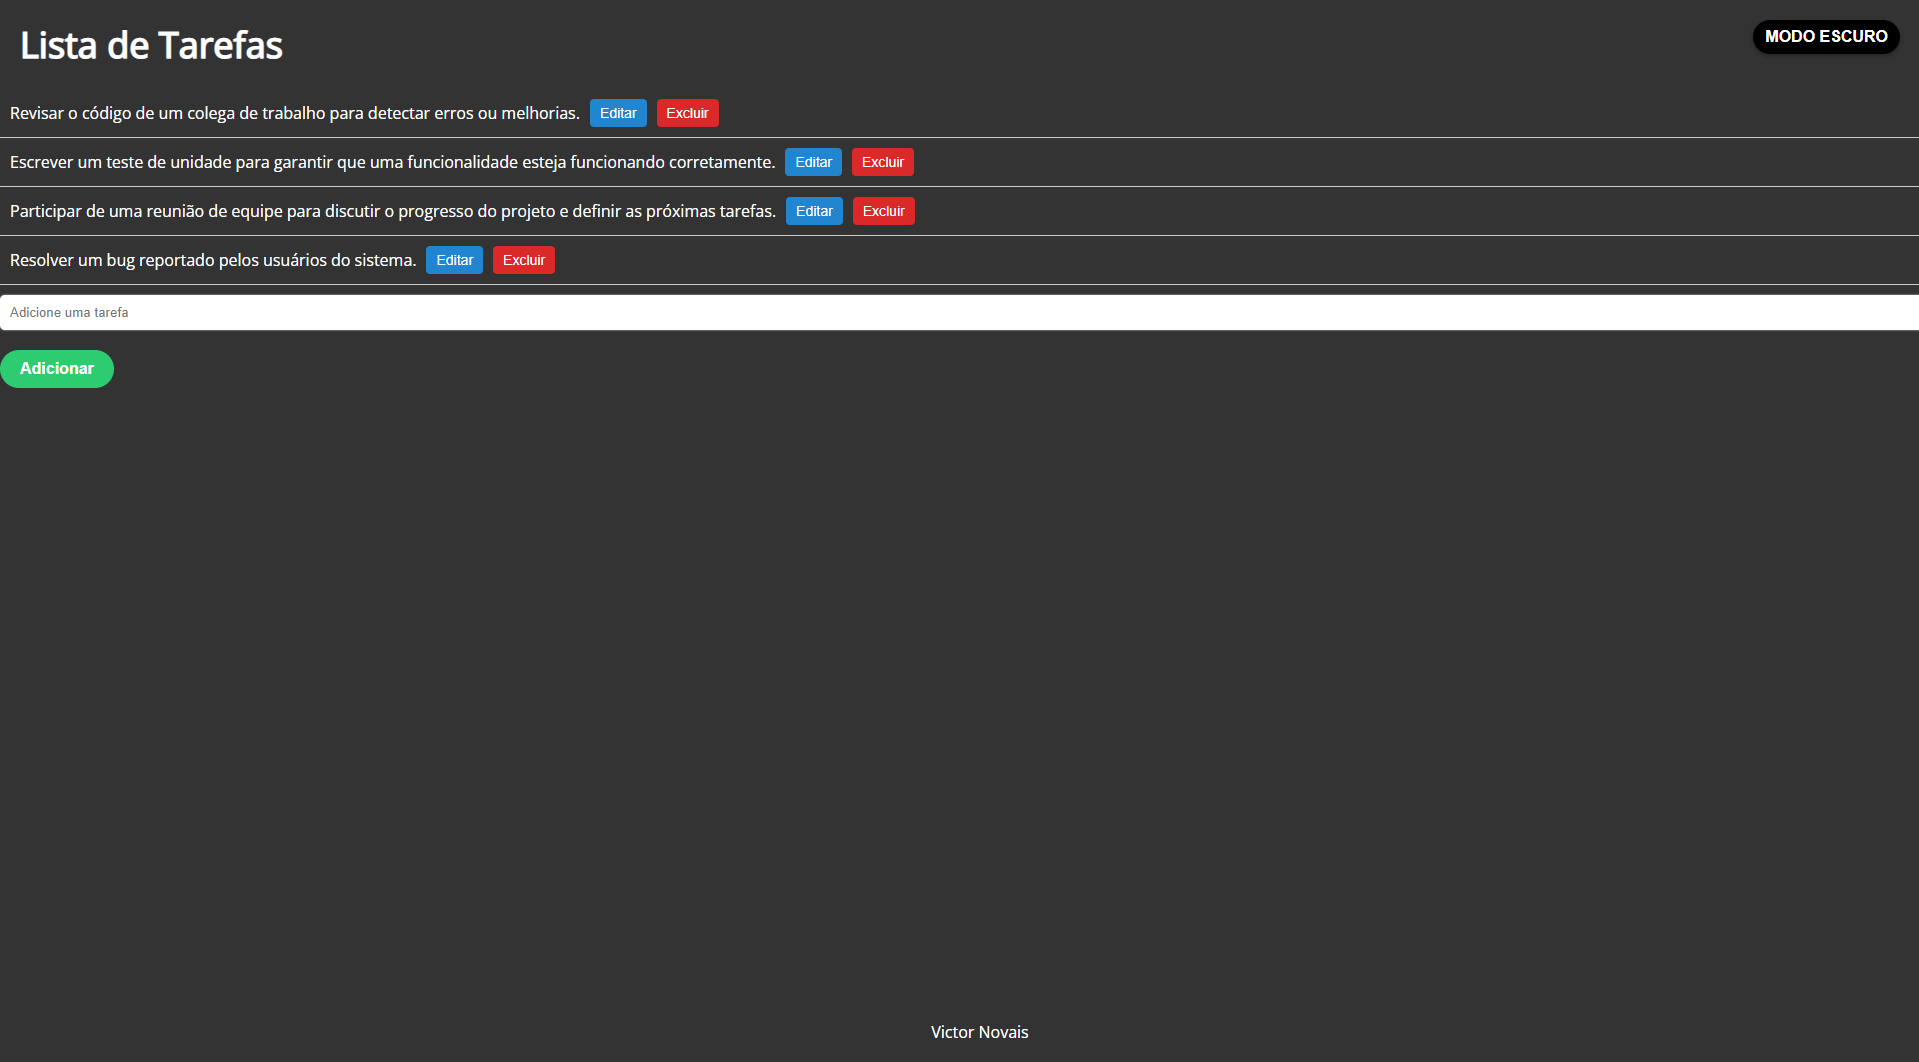 Lista de Tarefas
MODO ESCURO
Revisar o código de um colega de trabalho para detectar erros ou melhorias. Editar Excluir
Escrever um teste de unidade para garantir que uma funcionalidade esteja funcionando corretamente. Editar Excluir
Participar de uma reunião de equipe para discutir o progresso do projeto e definir as próximas tarefas. Editar Excluir
Resolver um bug reportado pelos usuários do sistema. Editar Excluir
Adicione uma tarefa
Adicionar
Victor Novais